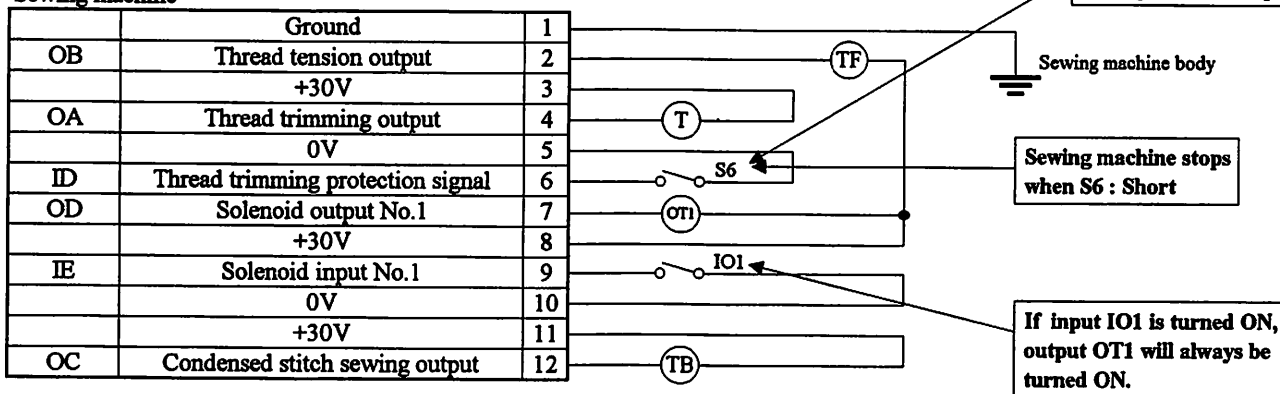 Ground 1
OB Thread tension output 2
TF
Sewing machine body
+30V 3
OA Thread trimming output 4
T
0V 5
ID Thread trimming protection signal 6
S6
Sewing machine stops
when S6 : Short
OD Solenoid output No.1 7
OT1
+30V 8
IE Solenoid input No.1 9
IO1
0V 10
+30V 11
OC Condensed stitch sewing output 12
TB
If input IO1 is turned ON,
output OT1 will always be
turned ON.